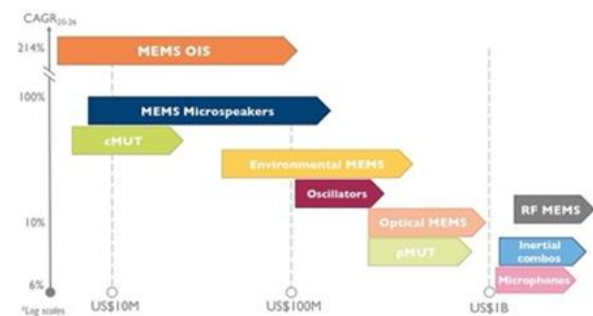 CAGR20-26
214%
MEMS OIS
100%
MEMS Microspeakers
cMUT
Environmental MEMS
Oscillators
10%
Optical MEMS
RF MEMS
pMUT
Inertial
combos
6%
Microphones
*Log scales
US$10M
US$100M
US$1B